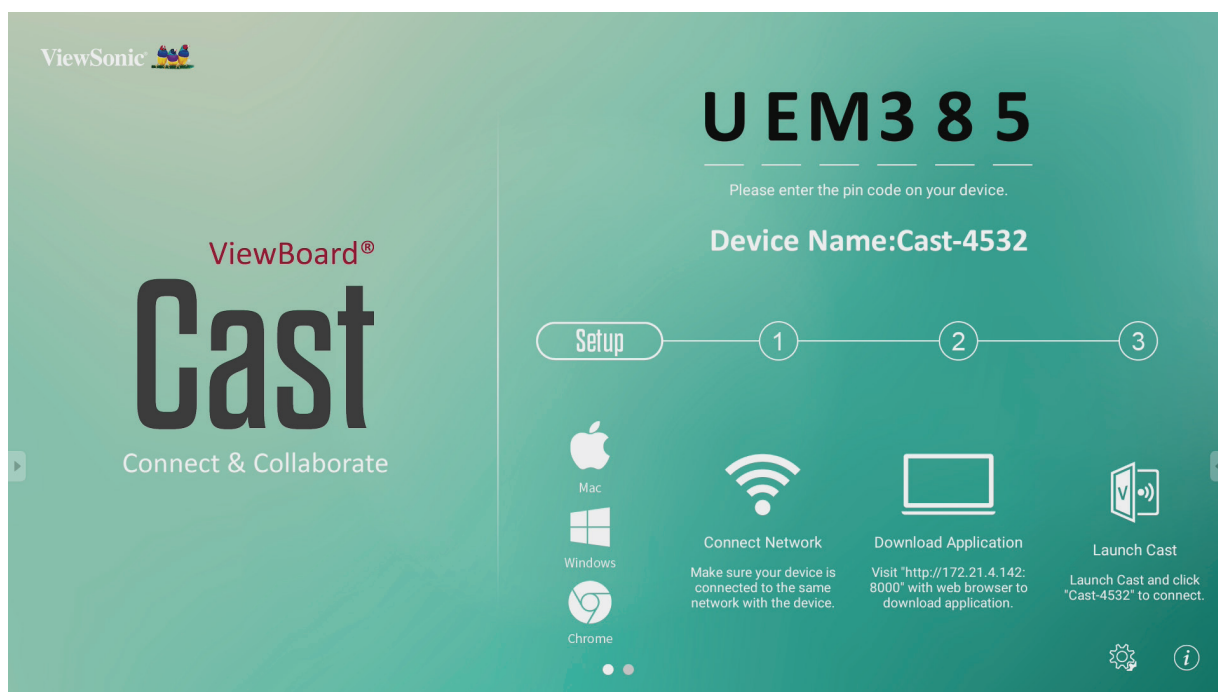 ViewSonic
UEM385
Please enter the pin code on your device.
Device Name:Cast-4532
ViewBoard®
Cast
Connect & Collaborate
Setup
1
2
3
Mac
Windows
Chrome
Connect Network
Make sure your device is
connected to the same
network with the device.
Download Application
Visit "http://172.21.4.142:
8000" with web browser to
download application.
V
Launch Cast
Launch Cast and click
"Cast-4532" to connect.
i